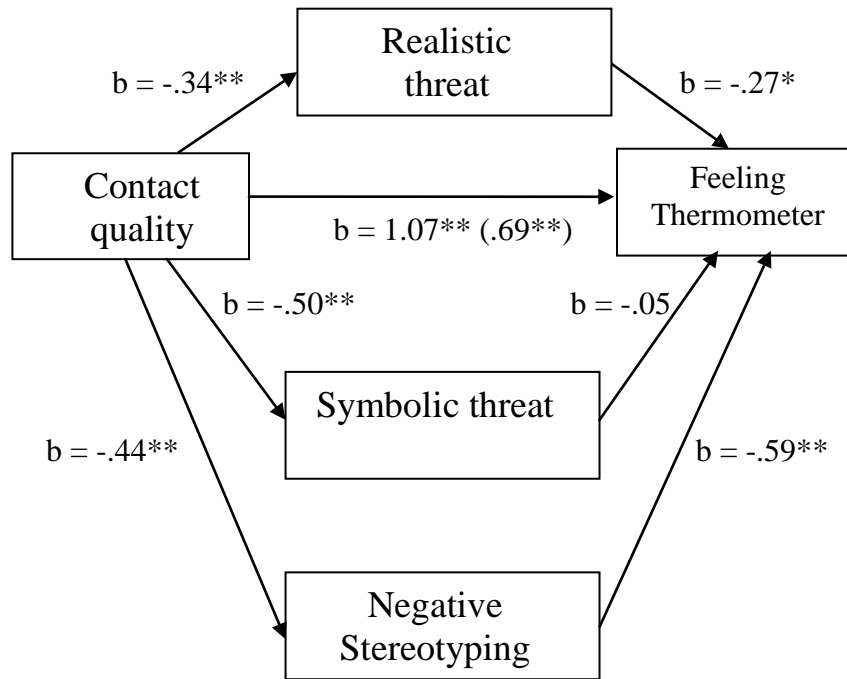 Realistic
threat
b = -.34**
b = -.27*
Contact
quality
Feeling
Thermometer
b = 1.07** (.69**)
b = -.50**
b = -.05
Symbolic threat
b = -.44**
b = -.59**
Negative
Stereotyping